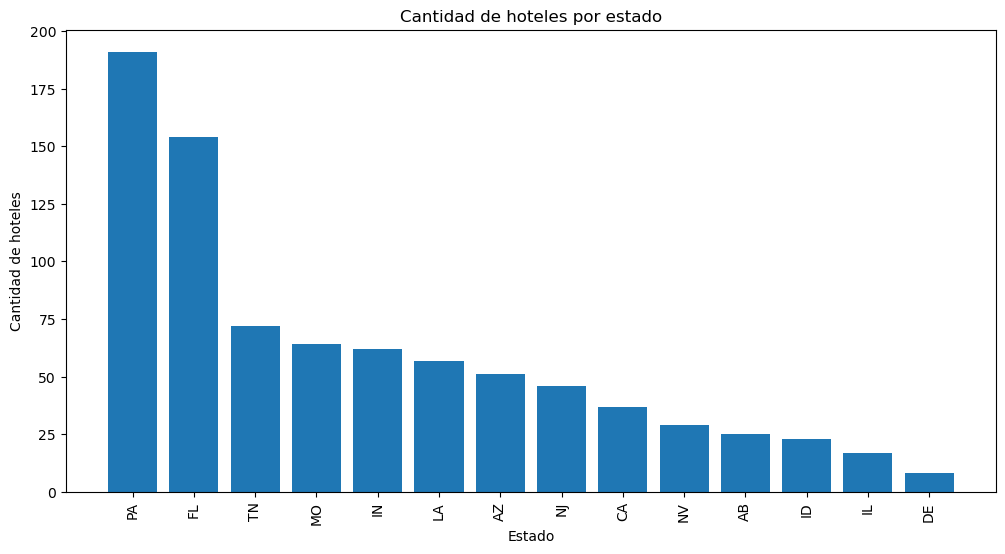 Cantidad de hoteles por estado
Cantidad de hoteles
200
175
150
125
100
75
50
25
0
PA
FL
TN
MO
IN
LA
AZ
NJ
CA
NV
AB
ID
IL
DE
Estado